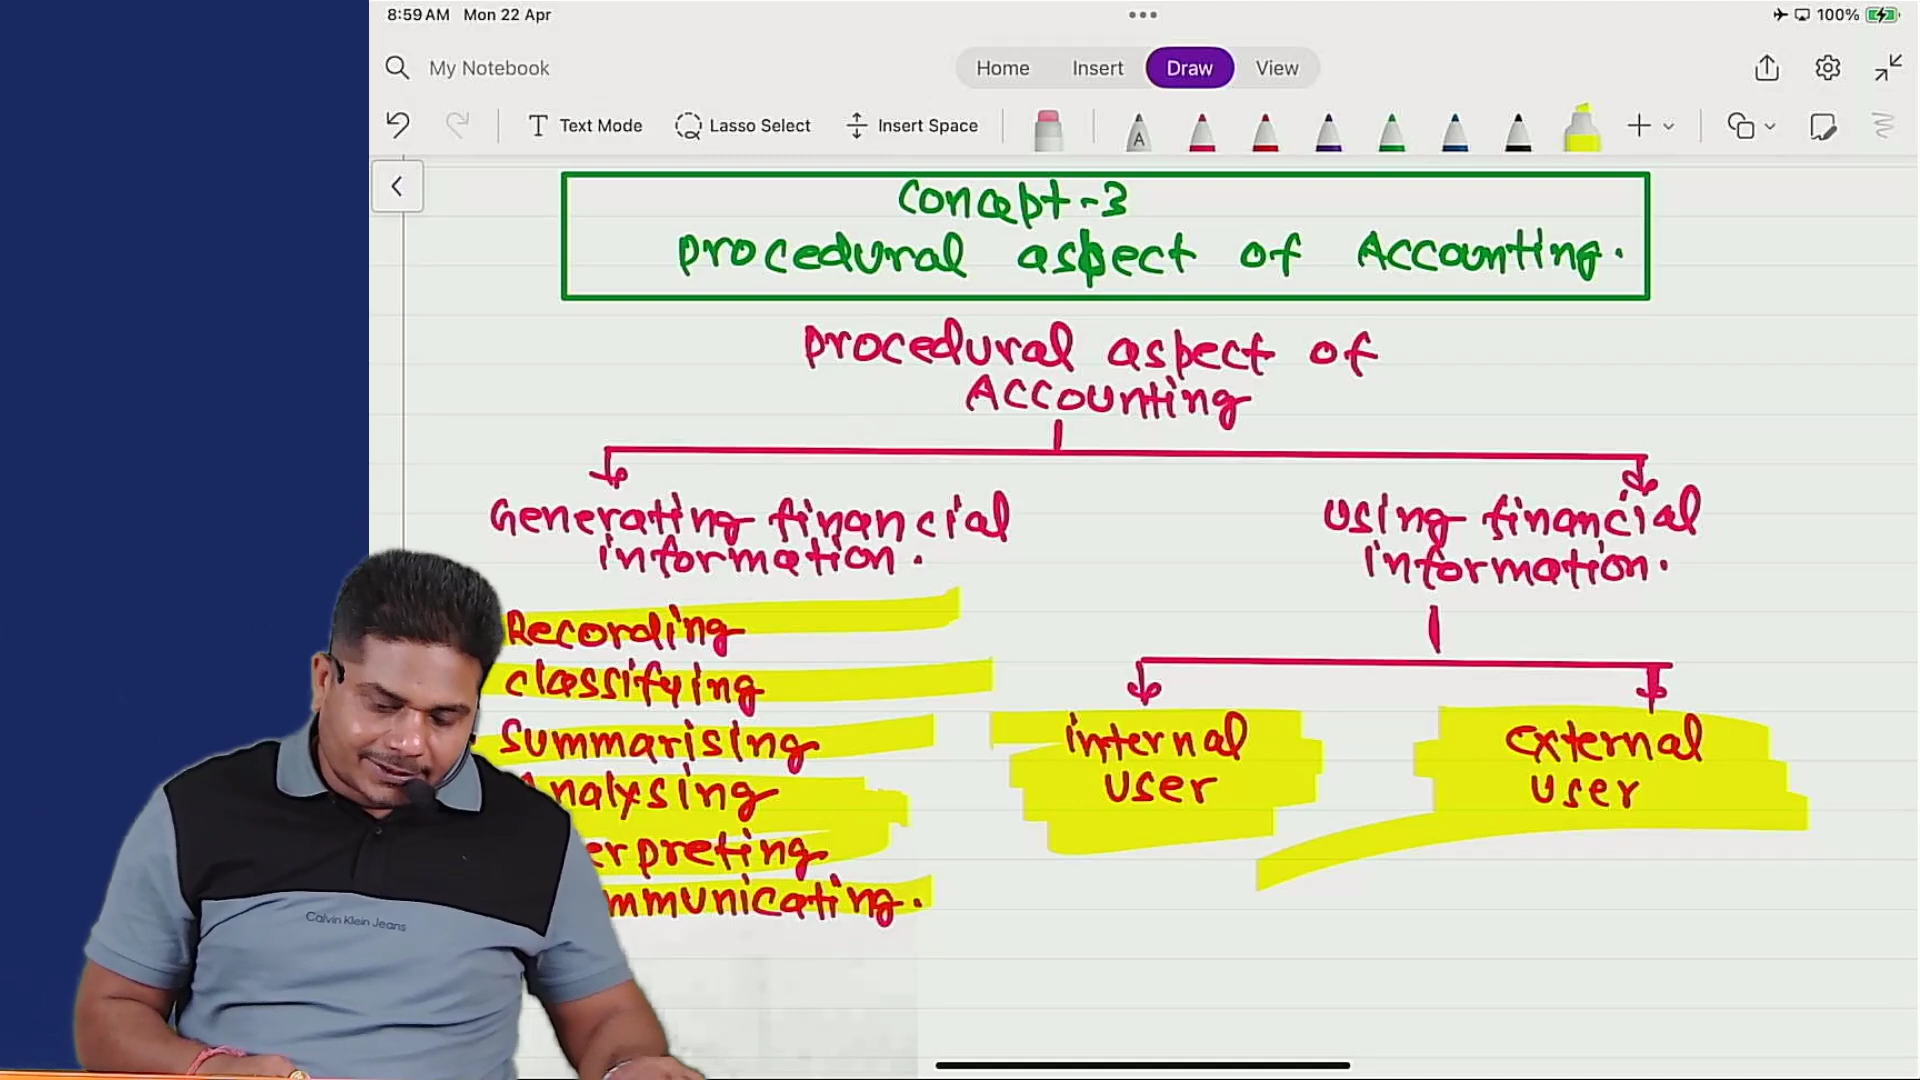 8:59 AM Mon 22 Apr
100%
My Notebook
Home Insert Draw View
Text Mode Lasso Select Insert Space
A
Concept-3
Procedural aspect of Accounting.
Procedural aspect of
Accounting
Generating financial
information.
Using financial
information.
Recording
classifying
Summarising
nalysing
erpreting
mmunicating.
internal
user
External
user
Calvin Klein Jeans